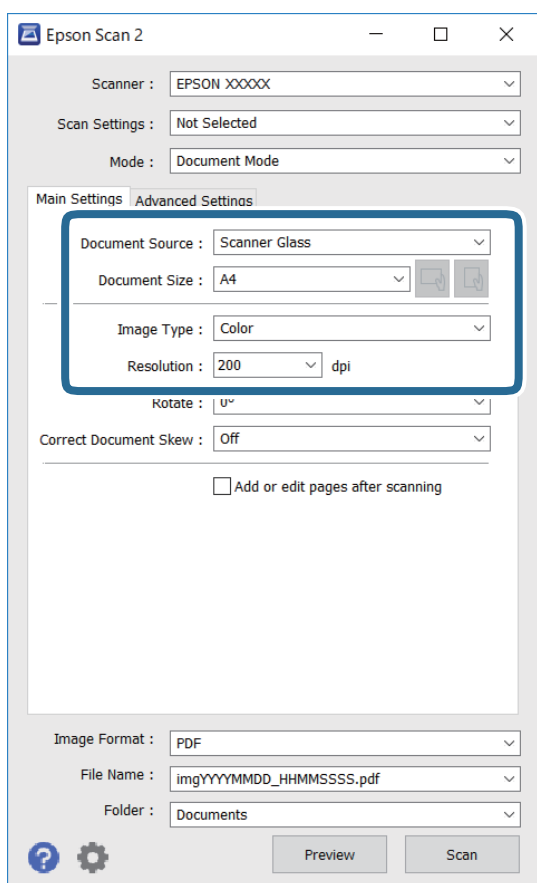 Epson Scan 2
Scanner : EPSON XXXXX
Scan Settings : Not Selected
Mode : Document Mode
Main Settings Advanced Settings
Document Source : Scanner Glass
Document Size : A4
Image Type : Color
Resolution : 200 dpi
Rotate : 0°
Correct Document Skew : Off
Add or edit pages after scanning
Image Format : PDF
File Name : imgYYYYMMDD_HHMMSSSS.pdf
Folder : Documents
? Preview Scan